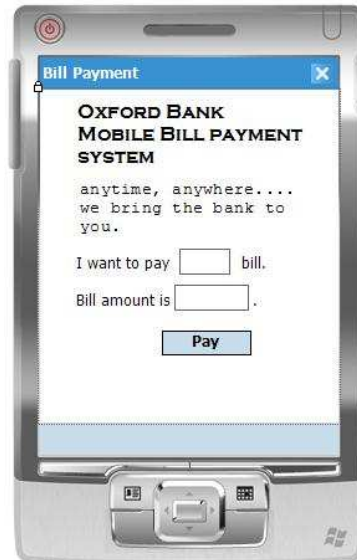 Bill Payment
OXFORD BANK
MOBILE BILL PAYMENT
SYSTEM
anytime, anywhere....
we bring the bank to
you.
I want to pay bill.
Bill amount is .
Pay